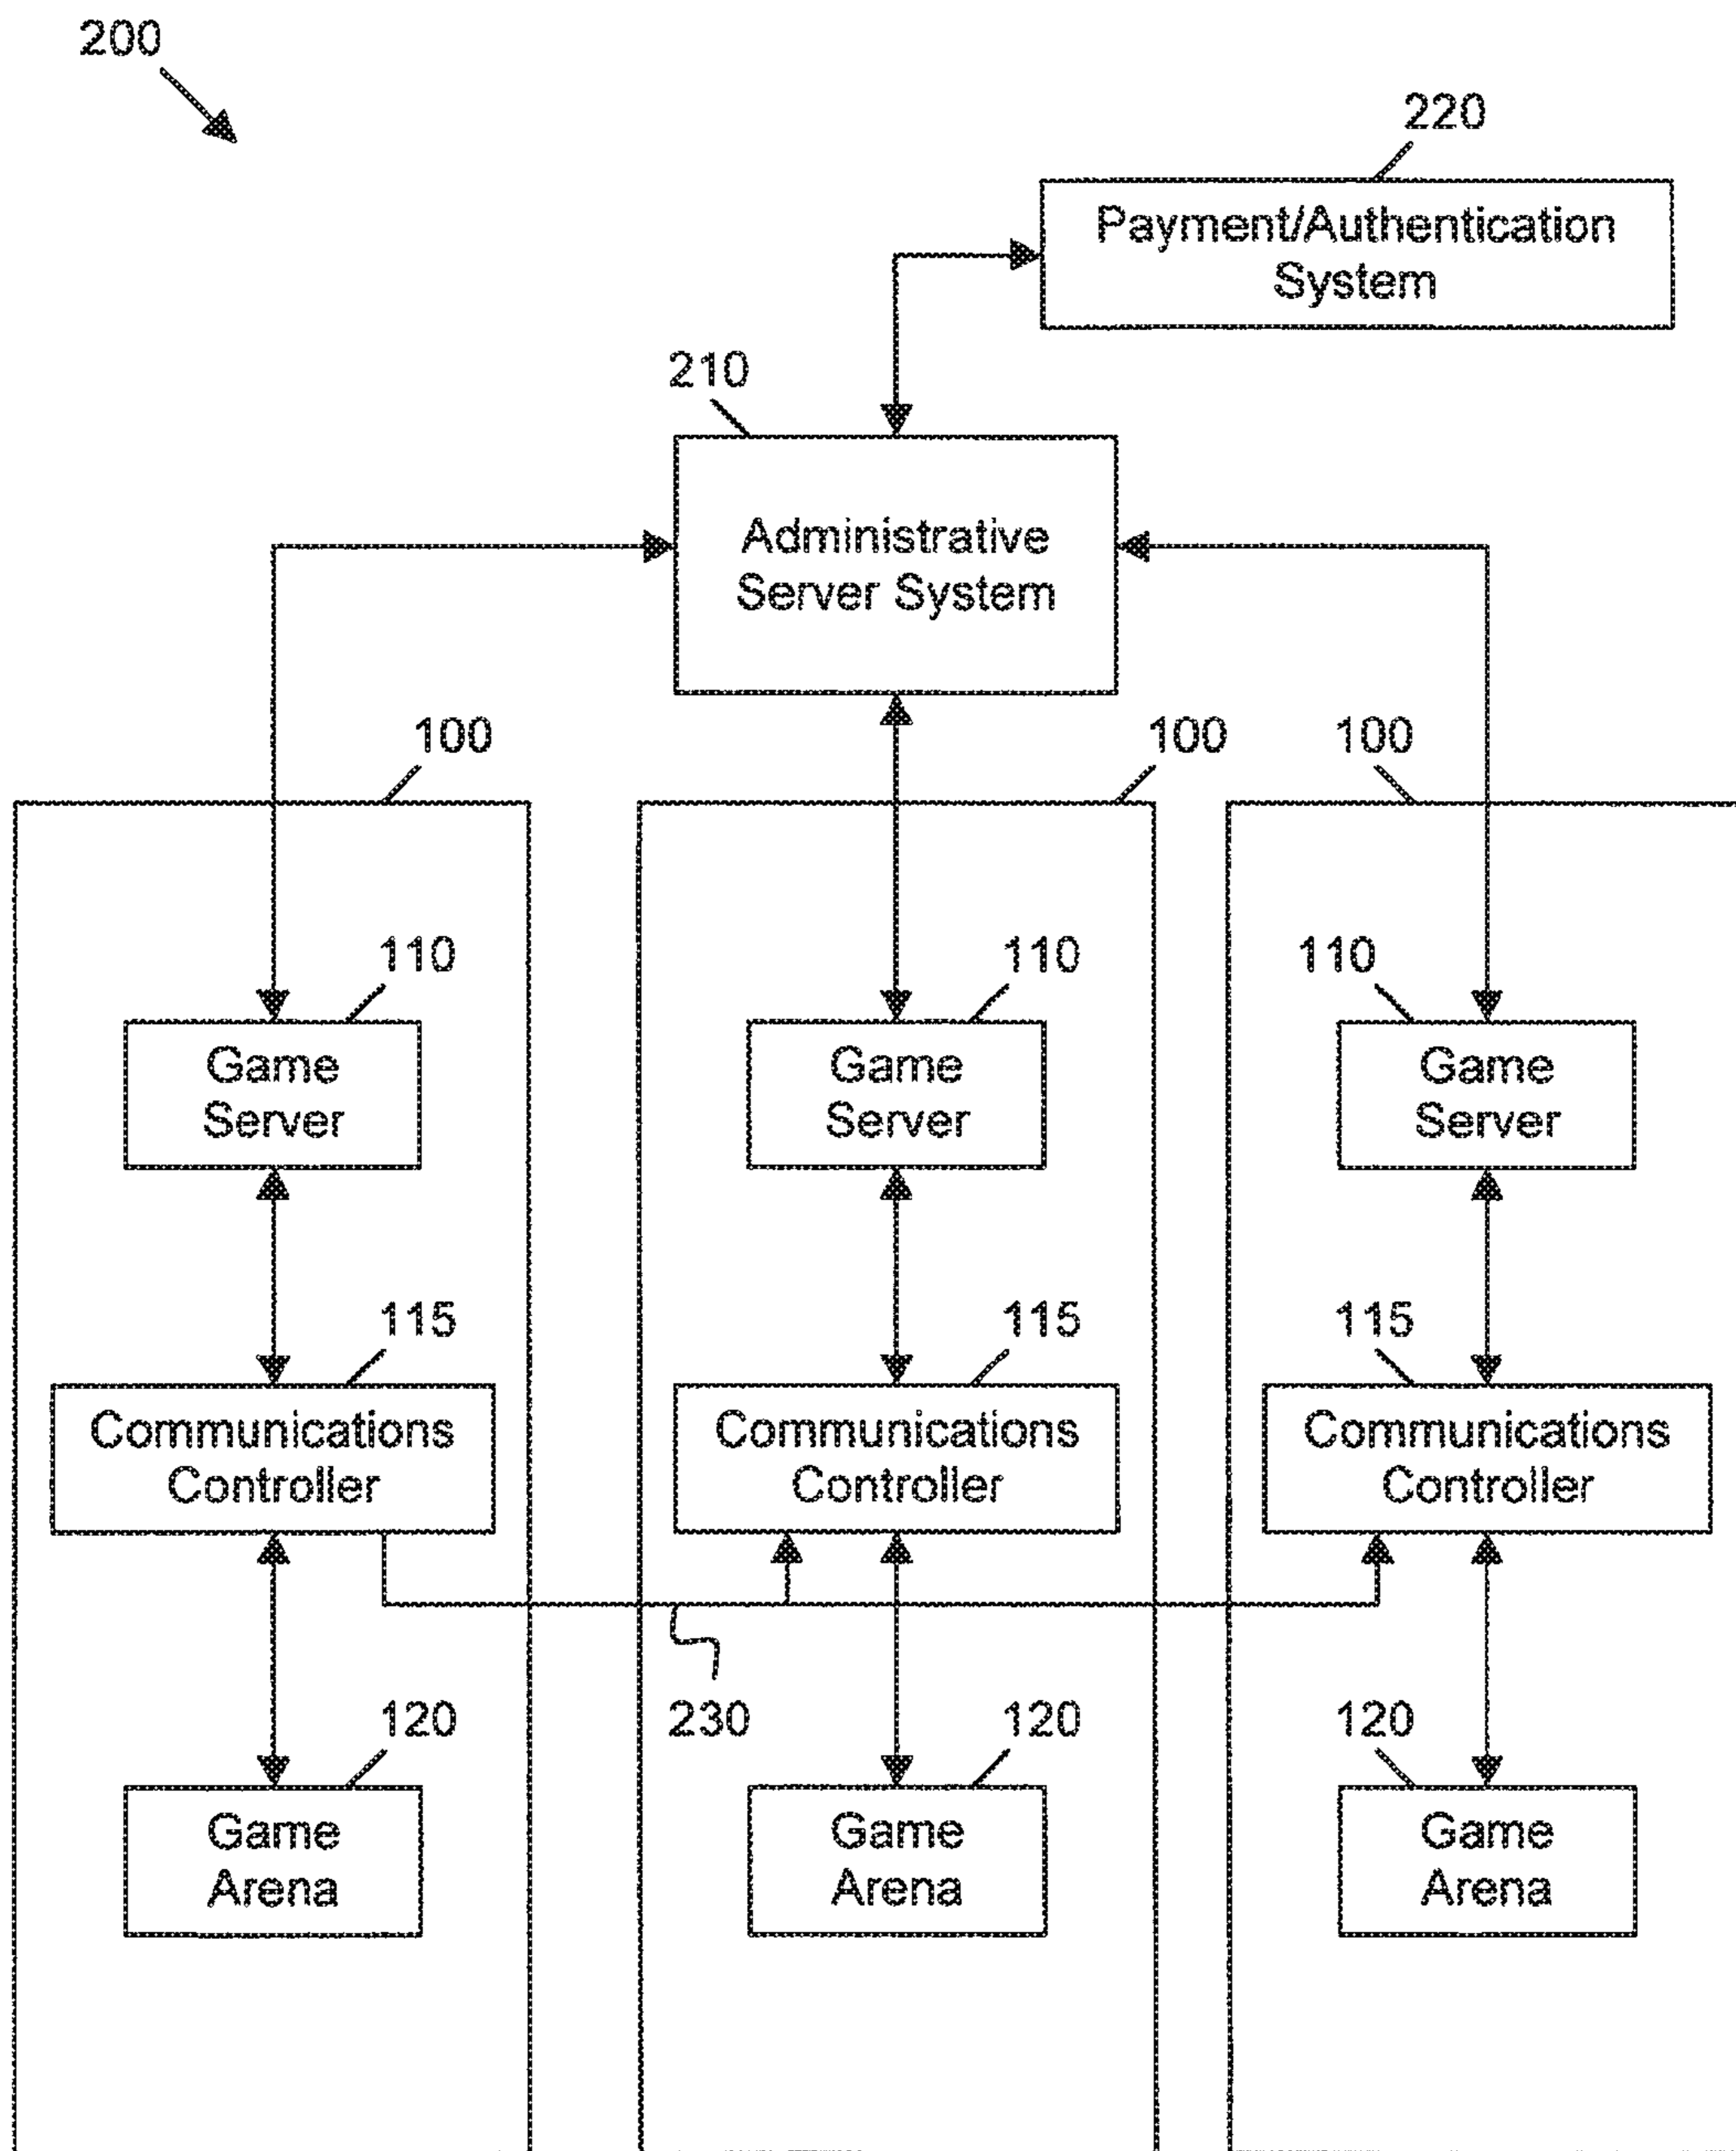 200
220
Payment/Authentication
System
210
Administrative
Server System
100
100
100
110
110
110
Game
Server
Game
Server
Game
Server
115
115
115
Communications
Controller
Communications
Controller
Communications
Controller
230
120
120
120
Game
Arena
Game
Arena
Game
Arena